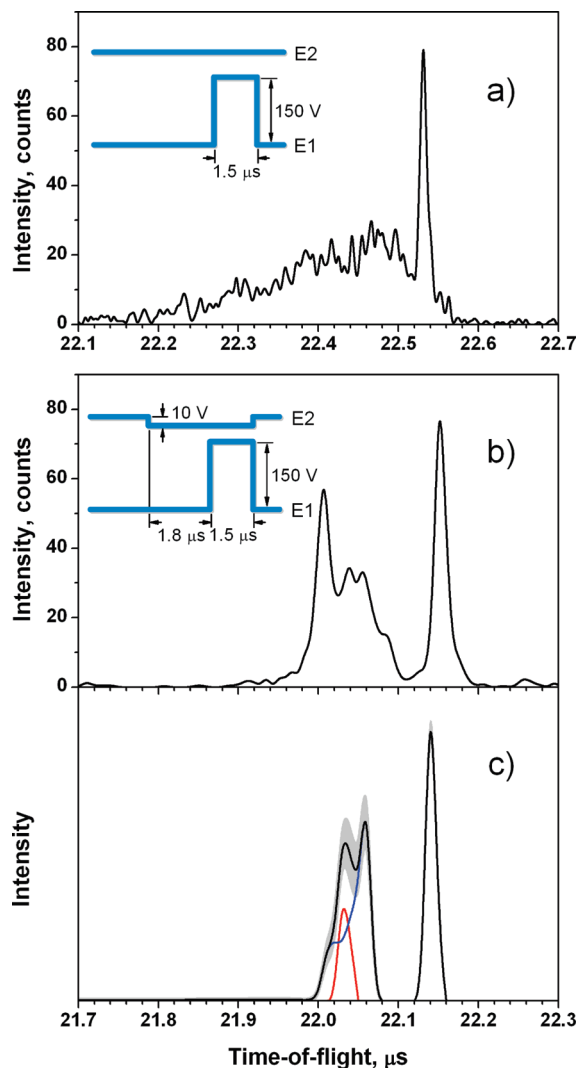 a)
E2
150 V
E1
1.5 μs
Intensity, counts
80
60
40
20
0
22.1 22.2 22.3 22.4 22.5 22.6 22.7
b)
10 V
E2
150 V
E1
1.8 μs 1.5 μs
Intensity, counts
80
60
40
20
0
c)
Intensity
21.7 21.8 21.9 22.0 22.1 22.2 22.3
Time-of-flight, μs